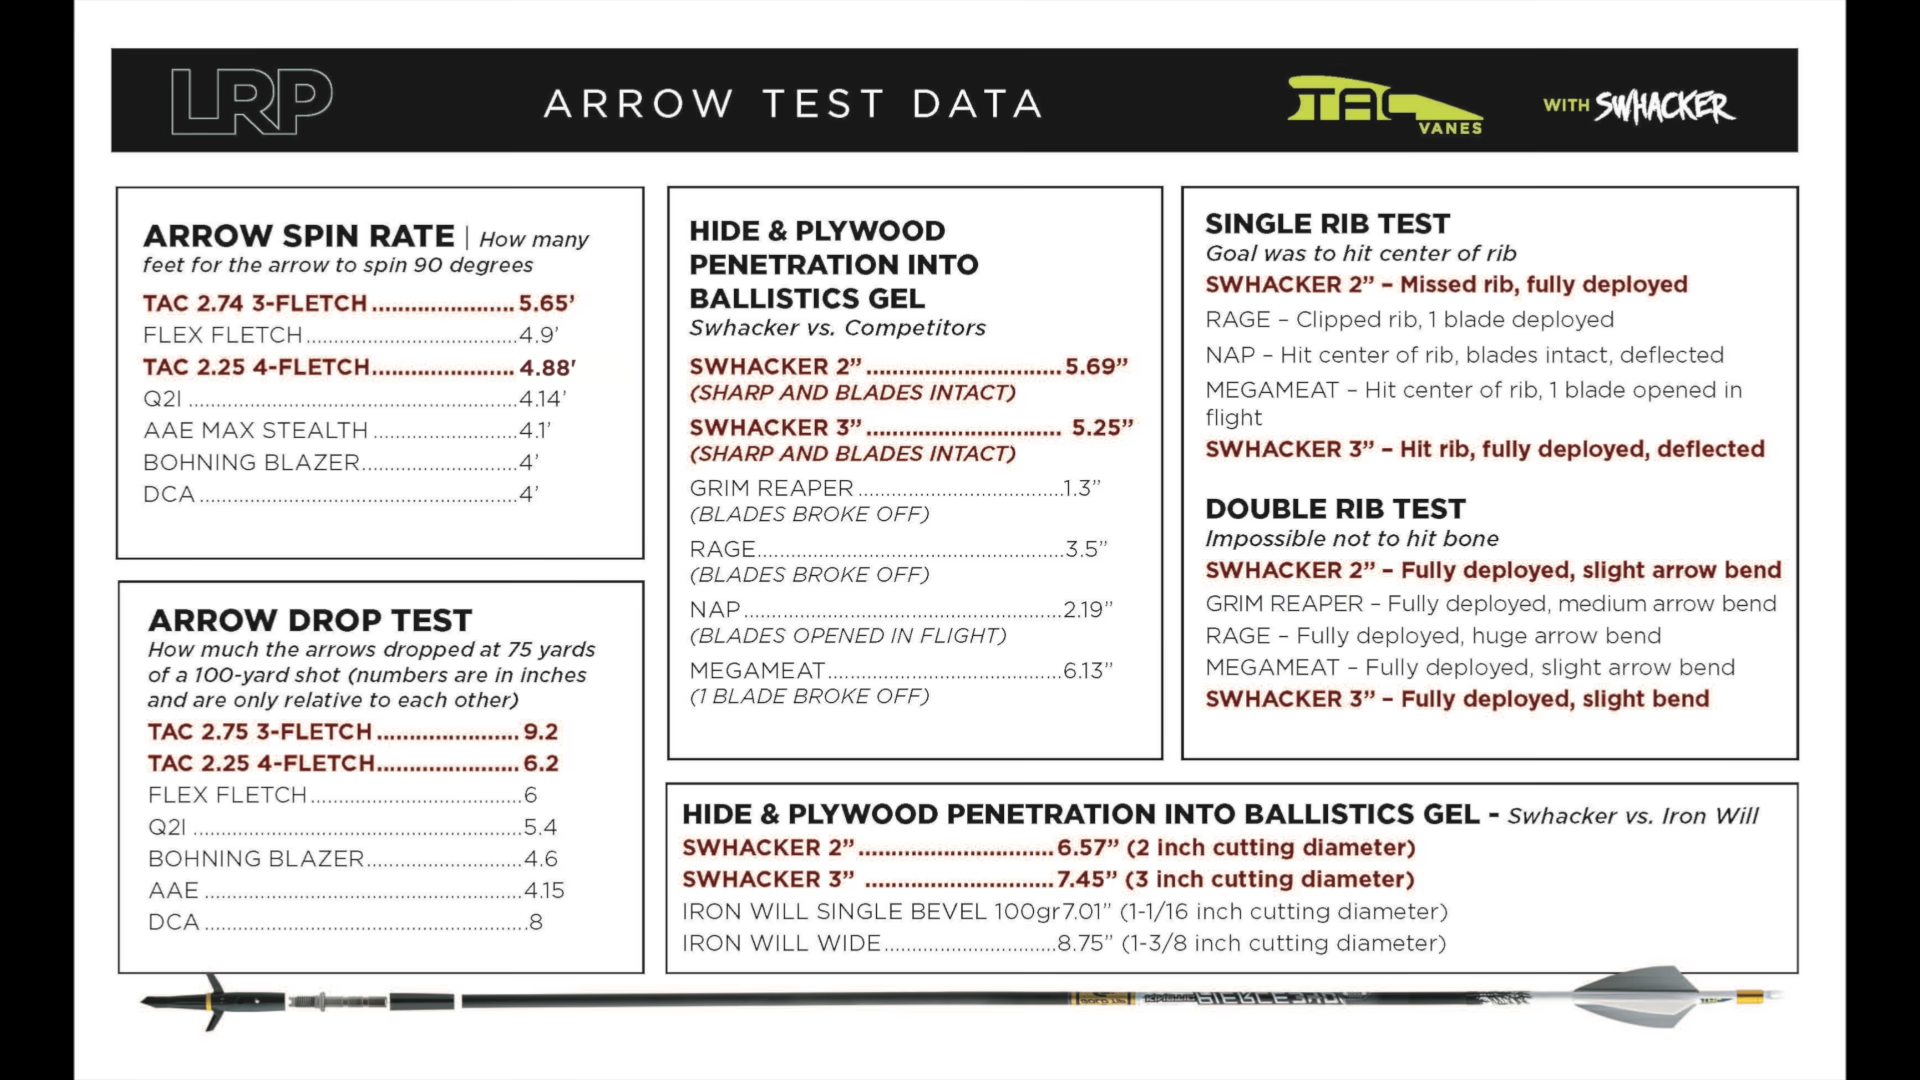 LRP
ARROW TEST DATA
TAC
VANES
WITH SWHACKER
ARROW SPIN RATE | How many
feet for the arrow to spin 90 degrees
TAC 2.74 3-FLETCH ...................... 5.65’
FLEX FLETCH .......................................4.9’
TAC 2.25 4-FLETCH...................... 4.88’
Q2I .............................................................4.14’
AAE MAX STEALTH ...........................4.1’
BOHNING BLAZER.............................4’
DCA ...........................................................4’
ARROW DROP TEST
How much the arrows dropped at 75 yards
of a 100-yard shot (numbers are in inches
and are only relative to each other)
TAC 2.75 3-FLETCH ...................... 9.2
TAC 2.25 4-FLETCH...................... 6.2
FLEX FLETCH .......................................6
Q2I .............................................................5.4
BOHNING BLAZER.............................4.6
AAE ...........................................................4.15
DCA ............................................................8
HIDE & PLYWOOD
PENETRATION INTO
BALLISTICS GEL
Swhacker vs. Competitors
SWHACKER 2” .............................. 5.69”
(SHARP AND BLADES INTACT)
SWHACKER 3” .............................. 5.25”
(SHARP AND BLADES INTACT)
GRIM REAPER ......................................1.3”
(BLADES BROKE OFF)
RAGE.........................................................3.5”
(BLADES BROKE OFF)
NAP ...........................................................2.19”
(BLADES OPENED IN FLIGHT)
MEGAMEAT ...........................................6.13”
(1 BLADE BROKE OFF)
SINGLE RIB TEST
Goal was to hit center of rib
SWHACKER 2” – Missed rib, fully deployed
RAGE – Clipped rib, 1 blade deployed
NAP – Hit center of rib, blades intact, deflected
MEGAMEAT – Hit center of rib, 1 blade opened in
flight
SWHACKER 3” – Hit rib, fully deployed, deflected
DOUBLE RIB TEST
Impossible not to hit bone
SWHACKER 2” – Fully deployed, slight arrow bend
GRIM REAPER – Fully deployed, medium arrow bend
RAGE – Fully deployed, huge arrow bend
MEGAMEAT – Fully deployed, slight arrow bend
SWHACKER 3” – Fully deployed, slight bend
HIDE & PLYWOOD PENETRATION INTO BALLISTICS GEL - Swhacker vs. Iron Will
SWHACKER 2”.............................. 6.57” (2 inch cutting diameter)
SWHACKER 3” ............................. 7.45” (3 inch cutting diameter)
IRON WILL SINGLE BEVEL 100gr7.01” (1-1/16 inch cutting diameter)
IRON WILL WIDE................................8.75” (1-3/8 inch cutting diameter)